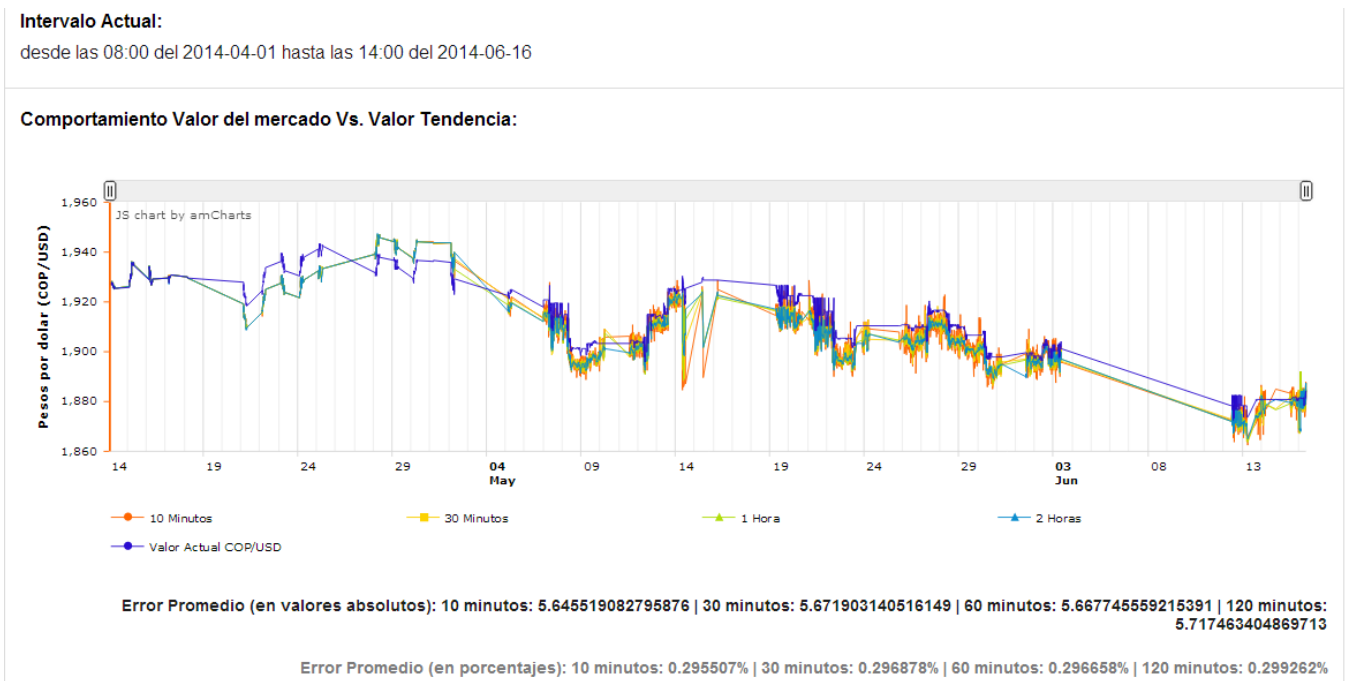 Intervalo Actual:
desde las 08:00 del 2014-04-01 hasta las 14:00 del 2014-06-16
Comportamiento Valor del mercado Vs. Valor Tendencia:
JS chart by amCharts
Pesos por dolar (COP/USD)
1,960
1,940
1,920
1,900
1,880
1,860
14 19 24 29 04 09 14 19 24 29 03 08 13
May Jun
10 Minutos 30 Minutos 1 Hora 2 Horas
Valor Actual COP/USD
Error Promedio (en valores absolutos): 10 minutos: 5.645519082795876 | 30 minutos: 5.671903140516149 | 60 minutos: 5.667745559215391 | 120 minutos:
5.717463404869713
Error Promedio (en porcentajes): 10 minutos: 0.295507% | 30 minutos: 0.296878% | 60 minutos: 0.296658% | 120 minutos: 0.299262%